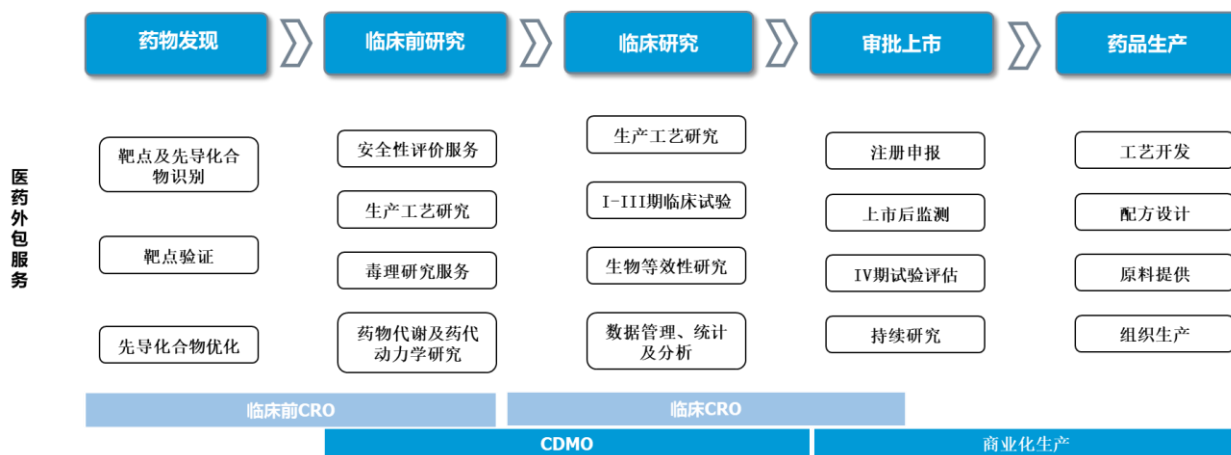 药物发现
临床前研究
临床研究
审批上市
药品生产
医药外包服务
靶点及先导化合
物识别
靶点验证
先导化合物优化
安全性评价服务
生产工艺研究
毒理研究服务
药物代谢及药代
动力学研究
生产工艺研究
I-III期临床试验
生物等效性研究
数据管理、统计
及分析
注册申报
上市后监测
IV期试验评估
持续研究
工艺开发
配方设计
原料提供
组织生产
临床前CRO
临床CRO
CDMO
商业化生产